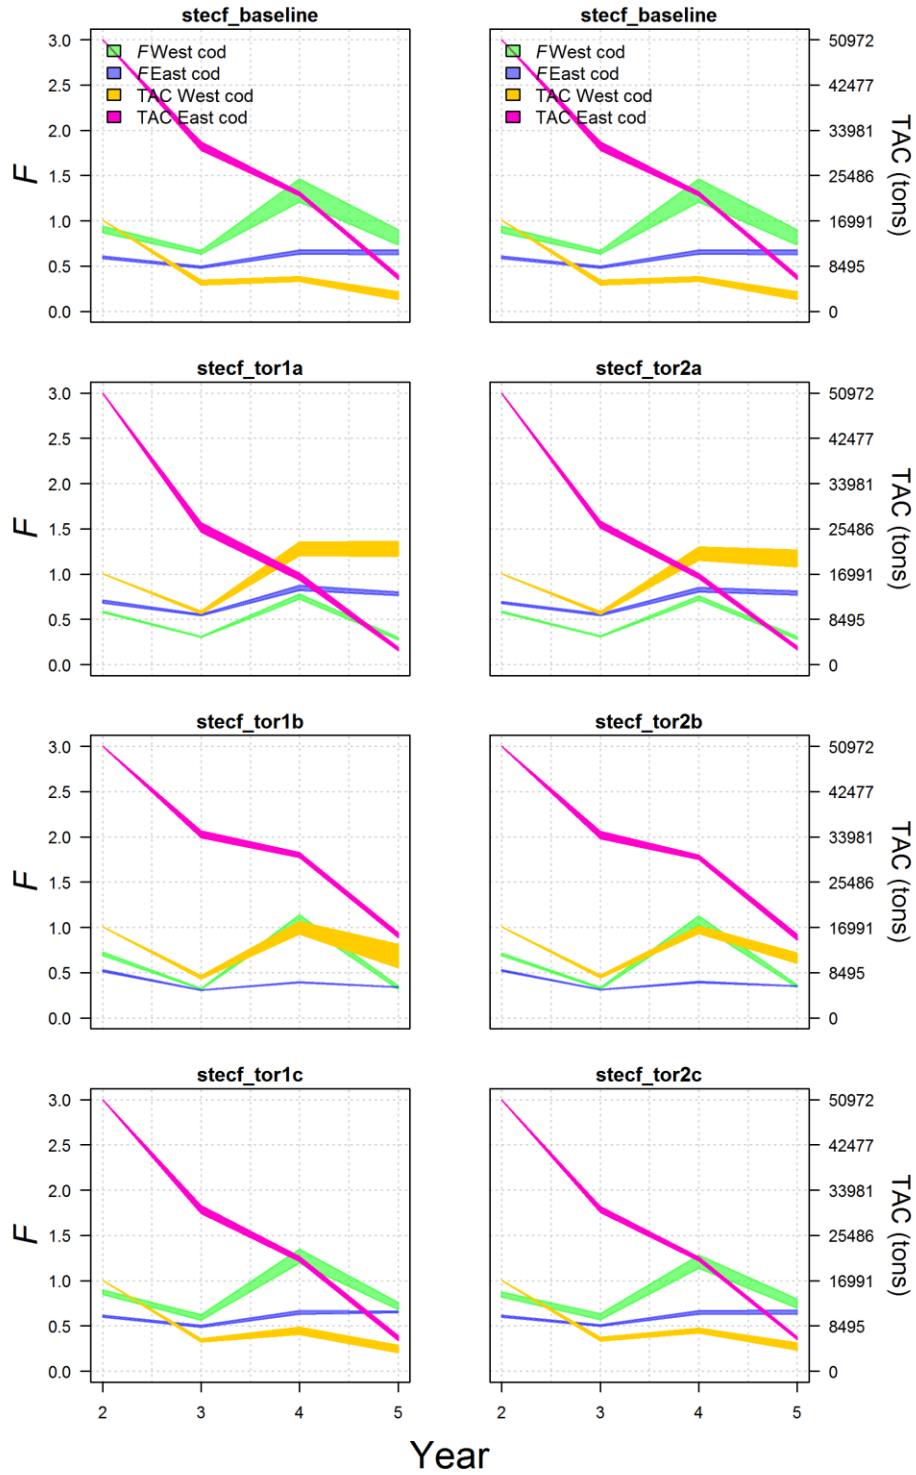 stecf_baseline
stecf_baseline
3.0
2.5
2.0
1.5
1.0
0.5
0.0
F
F West cod
F East cod
TAC West cod
TAC East cod
F West cod
F East cod
TAC West cod
TAC East cod
50972
42477
33981
25486
16991
8495
0
TAC (tons)
stecf_tor1a
stecf_tor2a
3.0
2.5
2.0
1.5
1.0
0.5
0.0
F
50972
42477
33981
25486
16991
8495
0
TAC (tons)
stecf_tor1b
stecf_tor2b
3.0
2.5
2.0
1.5
1.0
0.5
0.0
F
50972
42477
33981
25486
16991
8495
0
TAC (tons)
stecf_tor1c
stecf_tor2c
3.0
2.5
2.0
1.5
1.0
0.5
0.0
F
50972
42477
33981
25486
16991
8495
0
TAC (tons)
2 3 4 5
2 3 4 5
Year